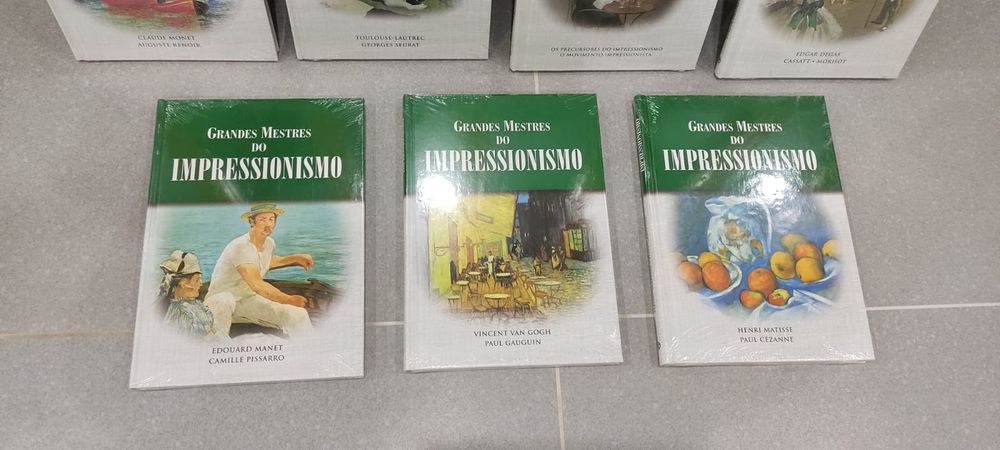 CLAUDE MONET
AUGUSTE RENOIR
TOULOUSE-LAUTREC
GEORGES SEURAT
OS PRECURSORES DO IMPRESSIONISMO
O MOVIMENTO IMPRESSIONISTA
EDGAR DEGAS
CASSATT • MORISOT
GRANDES MESTRES
DO
IMPRESSIONISMO
EDOUARD MANET
CAMILLE PISSARRO
GRANDES MESTRES
DO
IMPRESSIONISMO
VINCENT VAN GOGH
PAUL GAUGUIN
GRANDES MESTRES
DO
IMPRESSIONISMO
HENRI MATISSE
PAUL CÉZANNE